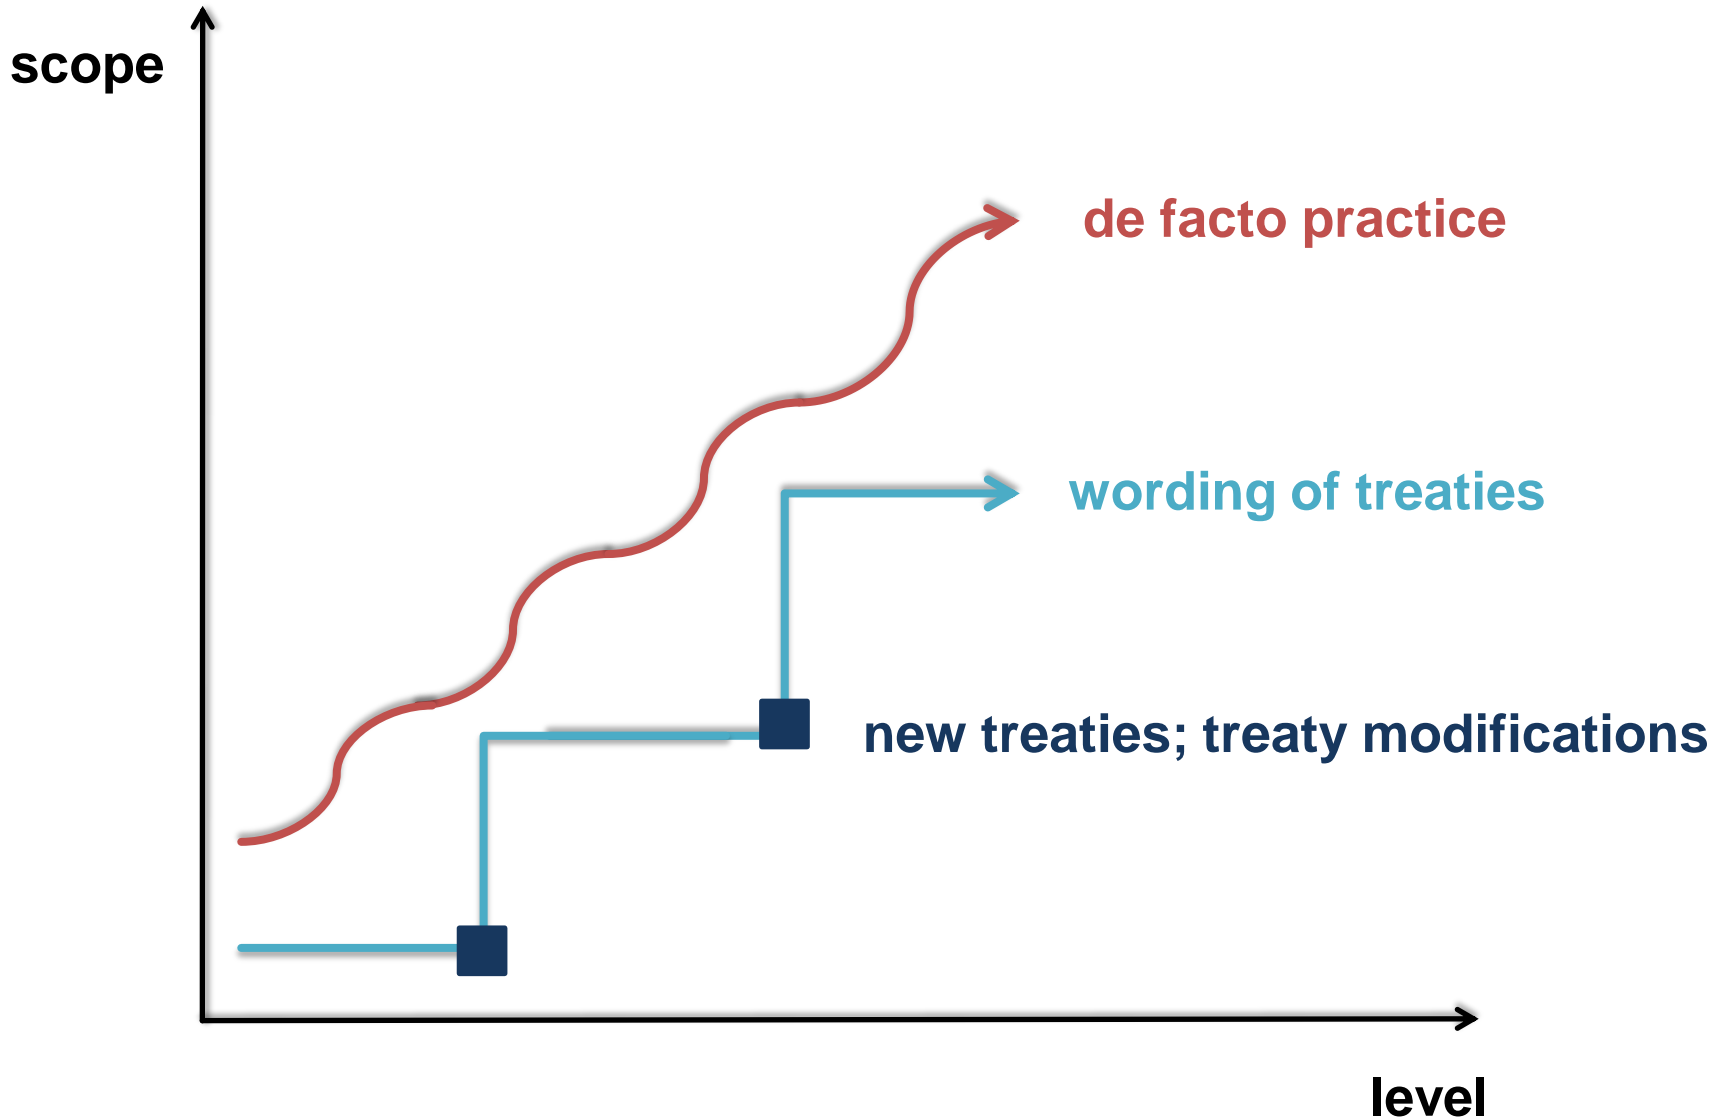 scope
de facto practice
wording of treaties
new treaties; treaty modifications
level